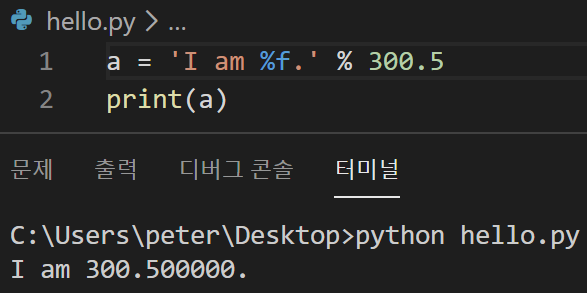 hello.py > ...
1 a = 'I am %f.' % 300.5
2 print(a)
문제 출력 디버그 콘솔 터미널
C:\Users\peter\Desktop>python hello.py
I am 300.500000.